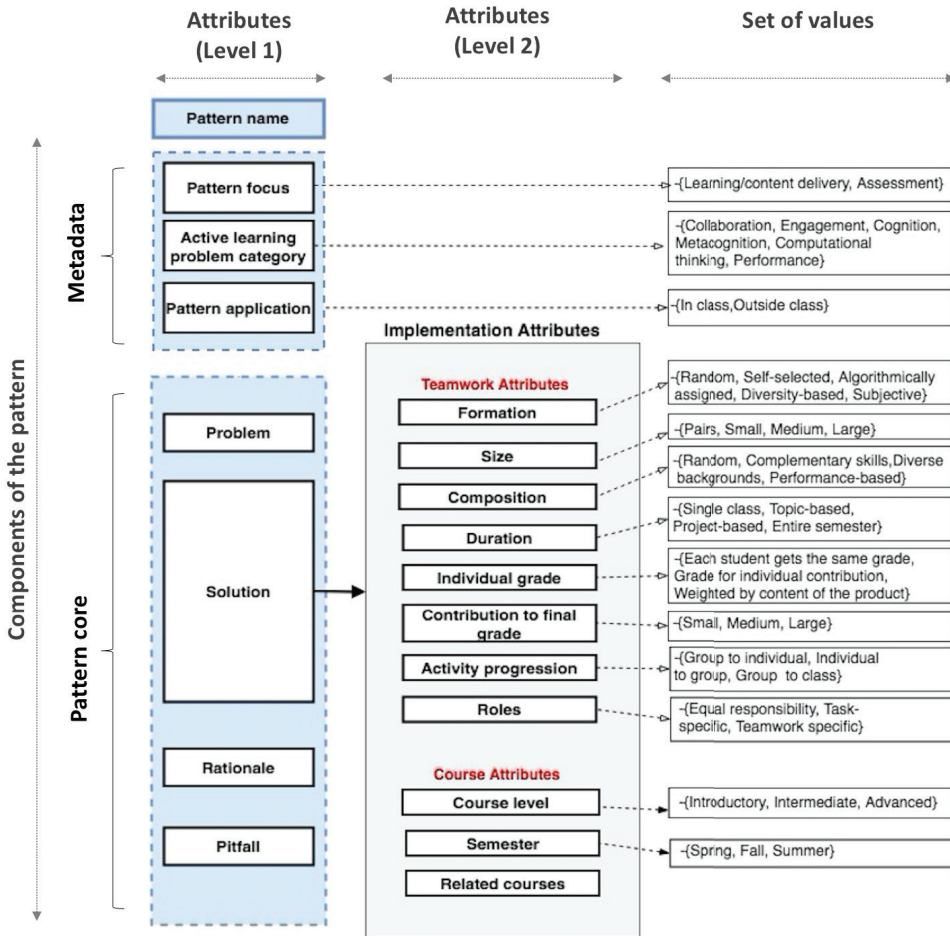 Attributes
(Level 1)
Attributes
(Level 2)
Set of values
Components of the pattern
Metadata
Pattern core
Pattern name
Pattern focus
-{Learning/content delivery, Assessment}
Active learning
problem category
-{Collaboration, Engagement, Cognition,
Metacognition, Computational
thinking, Performance}
Pattern application
-{In class,Outside class}
Problem
Solution
Rationale
Pitfall
Implementation Attributes
Teamwork Attributes
Formation
-{Random, Self-selected, Algorithmically
assigned, Diversity-based, Subjective}
Size
-{Pairs, Small, Medium, Large}
Composition
-{Random, Complementary skills,Diverse
backgrounds, Performance-based}
Duration
-{Single class, Topic-based,
Project-based, Entire semester}
Individual grade
-{Each student gets the same grade,
Grade for individual contribution,
Weighted by content of the product}
Contribution to final
grade
-{Small, Medium, Large}
Activity progression
-{Group to individual, Individual
to group, Group to class}
Roles
-{Equal responsibility, Task-
specific, Teamwork specific}
Course Attributes
Course level
-{Introductory, Intermediate, Advanced}
Semester
-{Spring, Fall, Summer}
Related courses